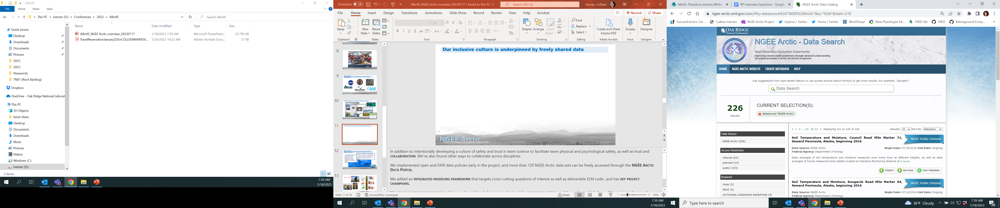 ABoVE
File
Home
Share
View
This PC > Iversen (D:) > Conferences > 2023 > ABoVE
Search ABoVE
Name
Date modified
Type
Size
ABoVE_NGEE Arctic overview_20230117
1/18/2023 7:39 AM
Microsoft PowerPoint...
25,796 KB
TravelReservationJanuary22forCOLLEENMARIEIV...
12/6/2022 10:22 AM
Adobe Acrobat Docu...
37 KB
Quick access
Desktop
Downloads
Documents
Pictures
2023
2023
Passwords
TN01 (Root Backlog)
Dropbox
OneDrive - Oak Ridge National Laborat
This PC
3D Objects
besd-share
Desktop
Documents
Downloads
Music
Pictures
Videos
Windows (C:)
Iversen (D:)
2 items
7:39 AM
1/18/2023
AutoSave Off
ABoVE_NGEE Arctic overview_20230117 • Saved to this PC
Search (Alt+Q)
Iversen, Colleen
File
Home
Insert
Design
Transitions
Animations
Slide Show
Record
Review
View
Help
Acrobat
Record
Share
Paste
Clipboard
New Slide
Reuse Slides
Slides
24
B I U S ab AV Aa A
Font
Paragraph
Shapes
Arrange
Quick Styles
Drawing
Find
Replace
Select
Editing
Create and Share Adobe PDF
Adobe Acrobat
Dictate
Voice
Designer
Designer
8
9
NASA
ABoVE
SEARCH
AWI
10
11
12
13
Our inclusive culture is underpinned by freely shared data
11
NGEE Arctic
Next-Generation Ecosystem Experiments
In addition to intentionally developing a culture of safety and trust in team science to facilitate team physical and psychological safety, as well as trust and
COLLABORATION. We've also found other ways to collaborate across disciplines
We implemented open and FAIR data policies early in the project, and more than 120 NGEE Arctic data sets can be freely accessed through the NGEE ARCTIC
DATA PORTAL.
We added an INTEGRATED MODELING FRAMEWORK that targets cross-cutting questions of interest as well as deliverable ELM code...and has KEY PROJECT
CHAMPIONS.
Slide 11 of 16
Accessibility: Investigate
Notes
54%
7:39 AM
1/18/2023
Merlin Theodore receives White
RP Interview Questions - Google
NGEE Arctic Data Catalog
ngee-arctic.ornl.gov/data/#fq=datasource%3A"NGEE%20Arctic"&q=*%3A*&start=210
SuccessFactors: Car...
Colleen Iversen
NGEE Arctic Project
Explore / Twitter
Home / Twitter
WorkFlowy!
New Phytologist Ed...
FRED QA
FRED
Belowground Ecosy...
OAK RIDGE
National Laboratory
NGEE Arctic - Data Search
Next-Generation Ecosystem Experiments
Improving climate model predictions through advanced understanding
of coupled processes in Arctic terrestrial ecosystems
HOME
NGEE ARCTIC WEBSITE
CREATE METADATA
HELP
Use suggestions from type-ahead feature or use quotes around search term(s) to get more results. For example: "synoptic".
Data Search
226
Results
CURRENT SELECTION(S):
datasource:"NGEE Arctic"
< 1 2 ... 21 22 23 > displaying 211 to 220 of 226
Results: 10 Sort By: Relevance
Data Source
NGEE Arctic (226)
Access Restriction
internal (63)
planned (10)
public (153)
Keyword
Jmax (5)
NDVI (5)
OUTGOING LONGWAVE RADIATION (4)
Soil Temperature and Moisture, Council Road Mile Marker 71,
Seward Peninsula, Alaska, beginning 2016
NGEE Public Dataset
Data Source: NGEE Arctic
Begin Date: 07/18/2016 End Date: Ongoing
Federal Agency: Department of Energy
Daily averages of soil temperature and moisture measured once every hour at different heights, as well as daily
averages of hourly measured snow depths located at Intensive Monitoring Stations at C more
Citation
Get Data
View Metadata
Soil Temperature and Moisture, Kougarok Road Mile Marker 64,
Seward Peninsula, Alaska, beginning 2016
NGEE Public Dataset
Data Source: NGEE Arctic
Begin Date: 07/16/2016 End Date: Ongoing
Federal Agency: Department of Energy
Type here to search
36°F Cloudy
7:39 AM
1/18/2023
36